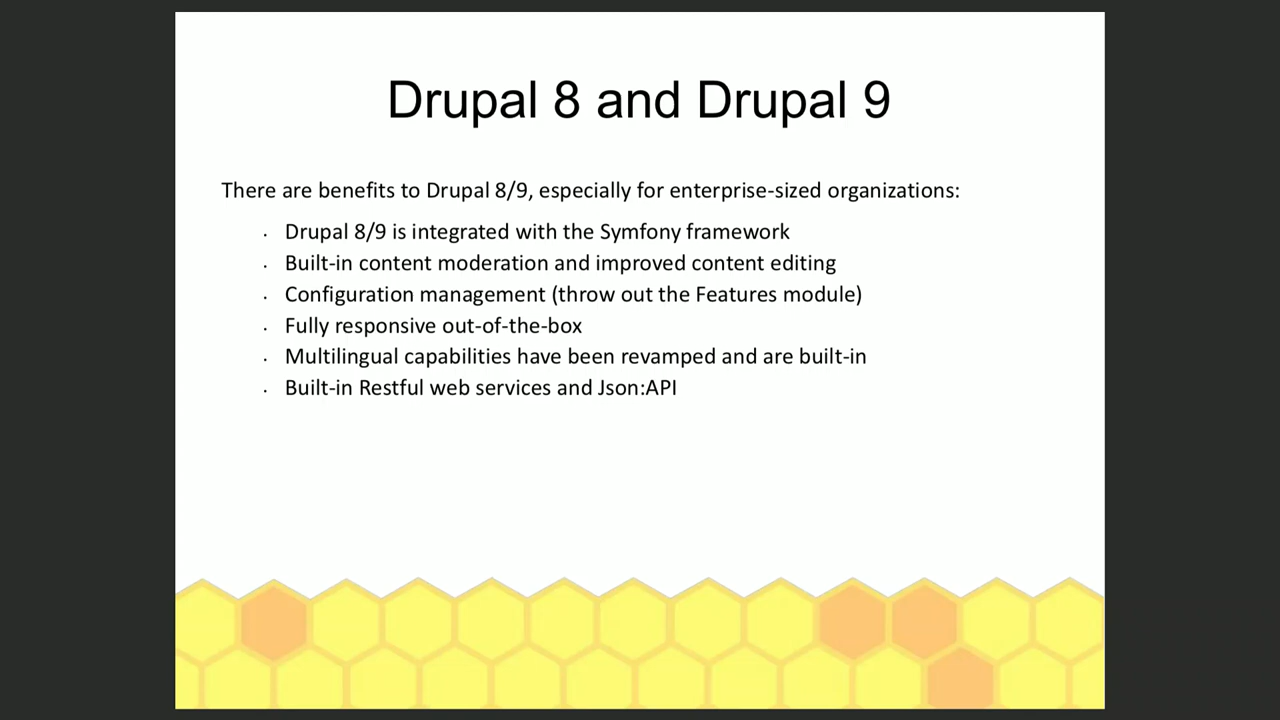 Drupal 8 and Drupal 9
There are benefits to Drupal 8/9, especially for enterprise-sized organizations:
· Drupal 8/9 is integrated with the Symfony framework
· Built-in content moderation and improved content editing
· Configuration management (throw out the Features module)
· Fully responsive out-of-the-box
· Multilingual capabilities have been revamped and are built-in
· Built-in Restful web services and Json:API